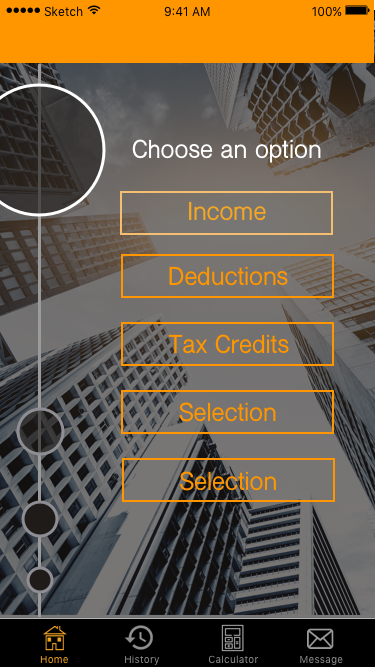 Sketch 9:41 AM 100%
Choose an option
Income
Deductions
Tax Credits
Selection
Selection
Home History Calculator Message